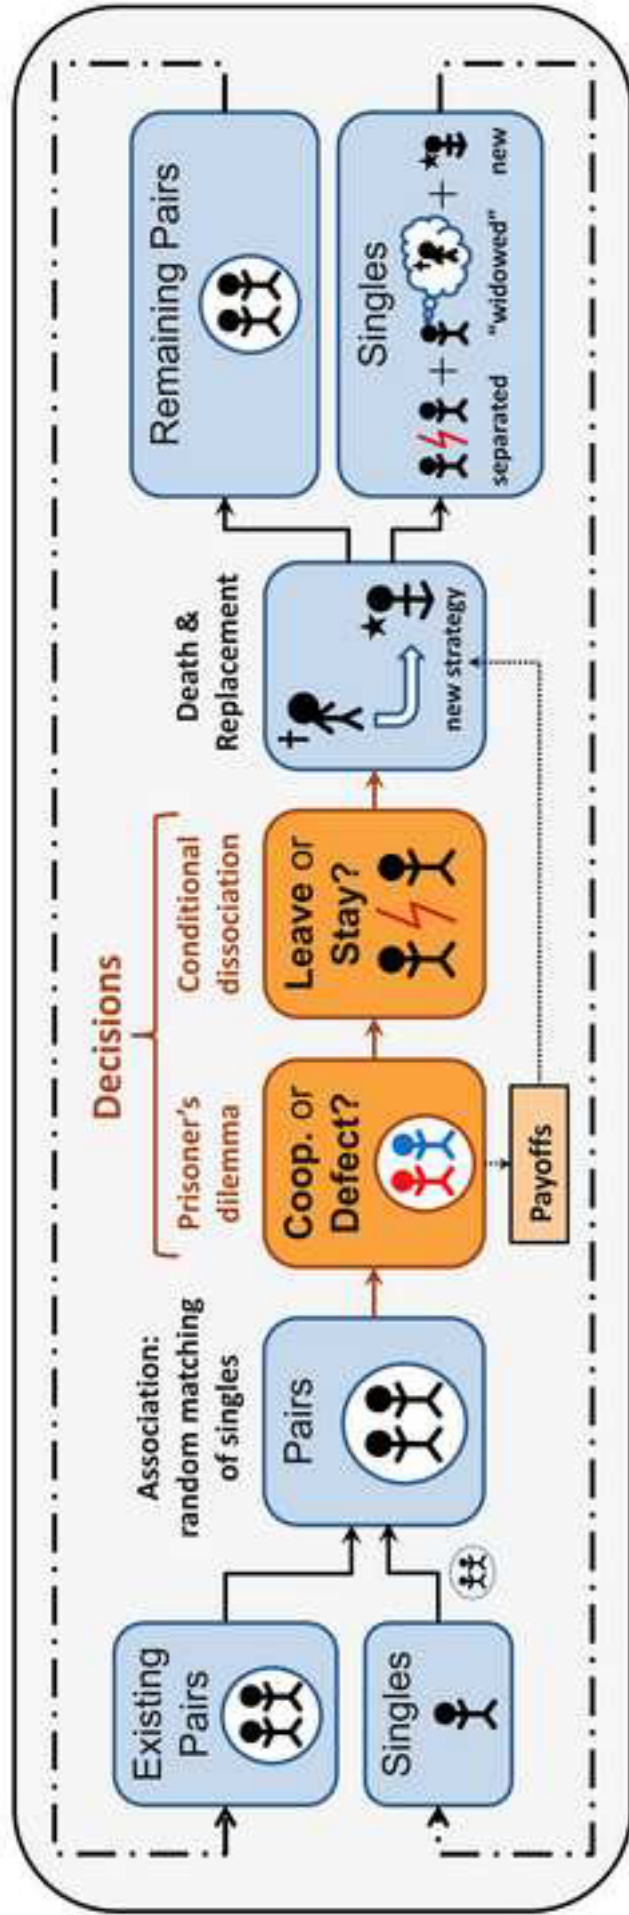 Existing
Pairs
Singles
Association:
random matching
of singles
Pairs
Decisions
Prisoner's
dilemma
Conditional
dissociation
Coop. or
Defect?
Leave or
Stay?
Payoffs
Death &
Replacement
new strategy
Remaining Pairs
Singles
separated
"widowed"
new
+
+